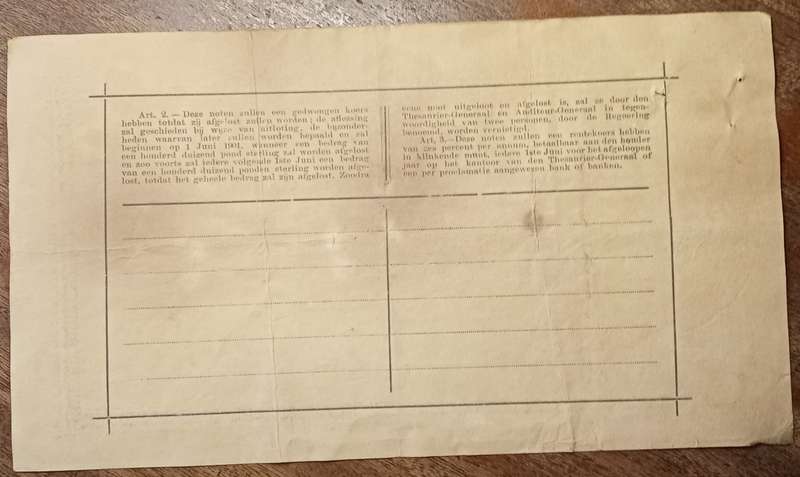 Art. 2. — Deze noten zullen een gedwongen koers
hebben totdat zij afgelost zullen worden; de aflossing
zal geschieden bij wijze van uitloting, de bijzonder-
heden waarvan later zullen worden bepaald en zal
beginnen op 1 Juni 1901, wanneer een bedrag van
een honderd duizend pond sterling zal worden afgelost
en zoo voorts zal iedere volgende 1ste Juni een bedrag
van een honderd duizend ponden sterling worden afge-
lost, totdat het geheele bedrag zal zijn afgelost. Zoodra
eene noot uitgeloot en afgelost is, zal ze door den
Thesaurier-Generaal en Auditeur-Generaal in tegen-
woordigheid van twee personen, door de Regeering
benoemd, worden vernietigd.
Art. 3. — Deze noten zullen een rentekoers hebben
van zes percent per annum, betaalbaar aan den houder
in klinkende munt, iedere 1ste Juni voor het afgeloopen
jaar op het kantoor van den Thesaurier-Generaal of
een per proclamatie aangewezen bank of banken.